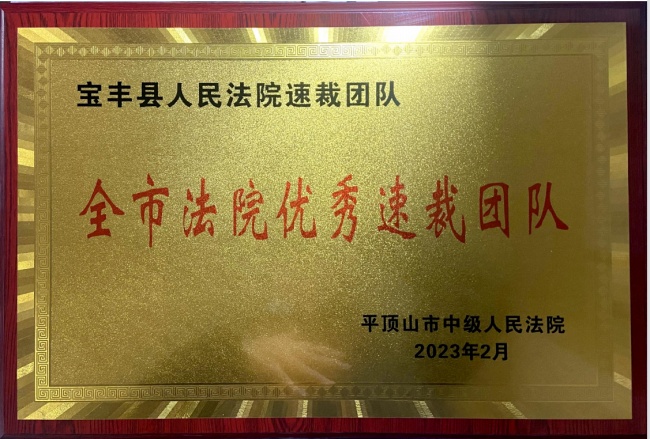 宝丰县人民法院速裁团队
全市法院优秀速裁团队
平顶山市中级人民法院
2023年2月